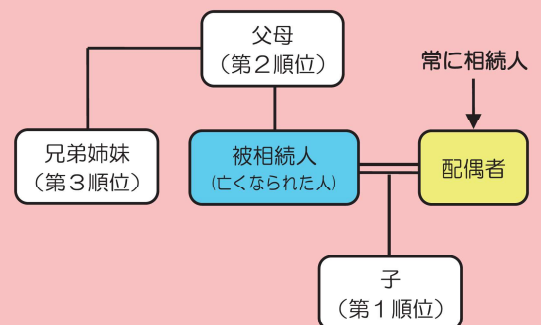 父母
（第２順位）
常に相続人
兄弟姉妹
（第３順位）
被相続人
(亡くなられた人)
配偶者
子
（第１順位）